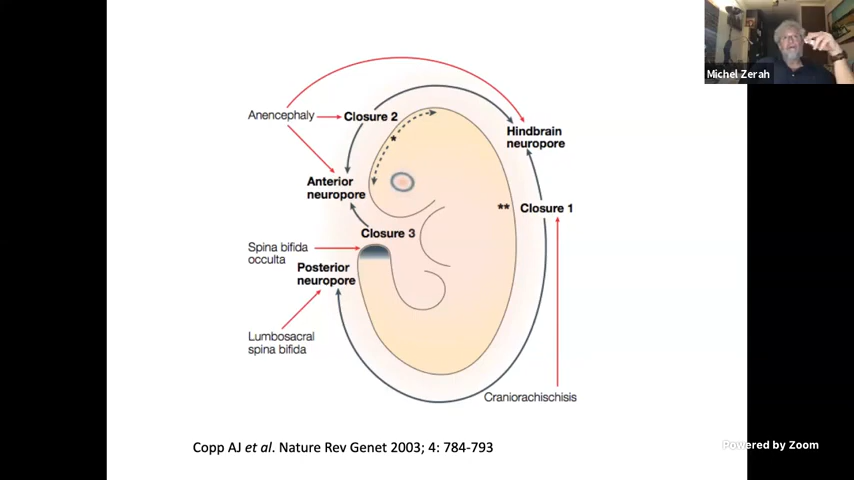 Michel Zerah
Anencephaly
Closure 2
Hindbrain
neuropore
*
Anterior
neuropore
** Closure 1
Closure 3
Spina bifida
occulta
Posterior
neuropore
Lumbosacral
spina bifida
Craniorachischisis
Copp AJ et al. Nature Rev Genet 2003; 4: 784-793
Powered by Zoom